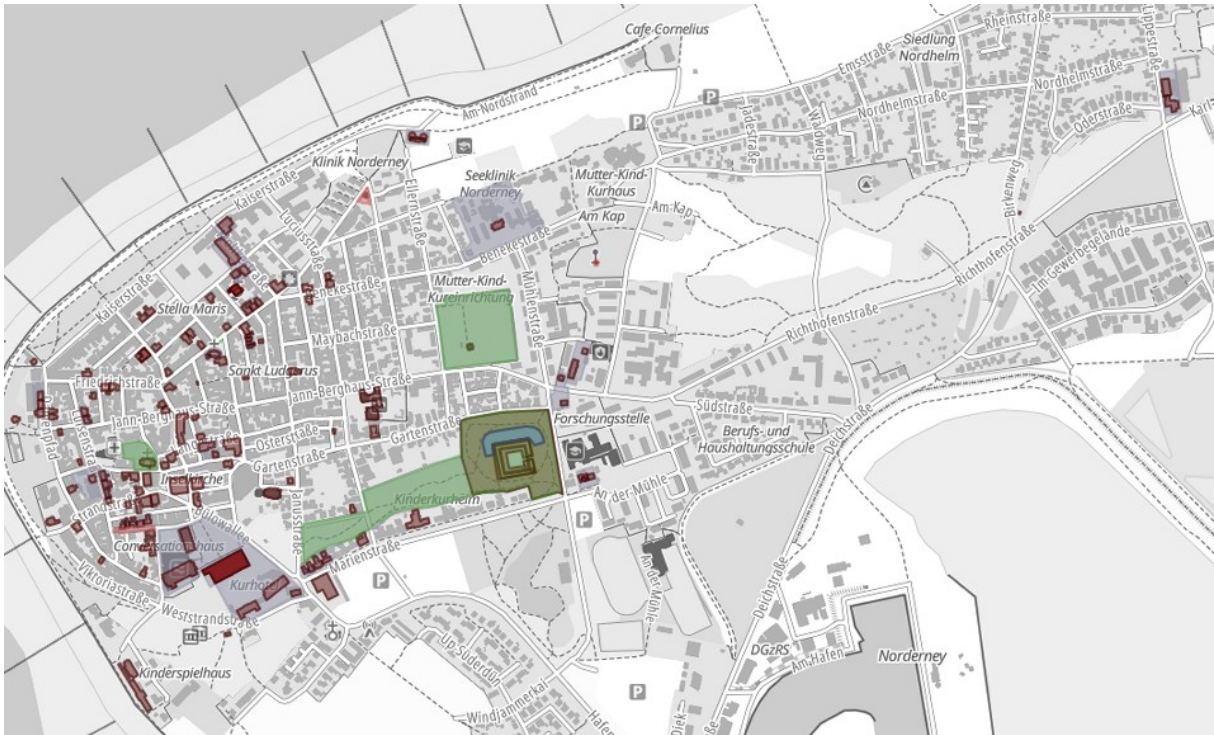 Cafe Cornelius
Rheinstraße
Lippestraße
Siedlung
Nordhelm
Emsstraße
Nordhelmstraße
Nordhelmstraße
Am-Nordstrand
P
P
Jadestraße
Waldweg
Oderstraße
Klinik Norderney
Kaiserstraße
Ellernstraße
Seeklinik
Norderney
Mutter-Kind-
Kurhaus
Am Kap
Am Kap
Birkenweg
Luciusstraße
Benekestraße
Richthofenstraße
Im Gewerbegelände
Kaiserstraße
Stella Maris
Mutter-Kind-
Kureinrichtung
Mühlenstraße
Maybachstraße
Richthofenstraße
Friedrichstraße
Jann-Berghaus-Straße
Jann-Berghaus-Straße
Luisenstraße
Osterstraße
Gartenstraße
Gartenstraße
Forschungsstelle
Südstraße
Berufs- und
Haushaltungsschule
Deichstraße
Inselkirche
Kinderkurheim
An der Mühle
Strandstraße
Janusstraße
Conversationshaus
Marienstraße
P
P
Kurhotel
Viktoriastraße
Weststrandstraße
An der Mühle
Deichstraße
Kinderspielhaus
Up Süderdün
DGzRS
Am Hafen
Norderney
P
Windjammerkai